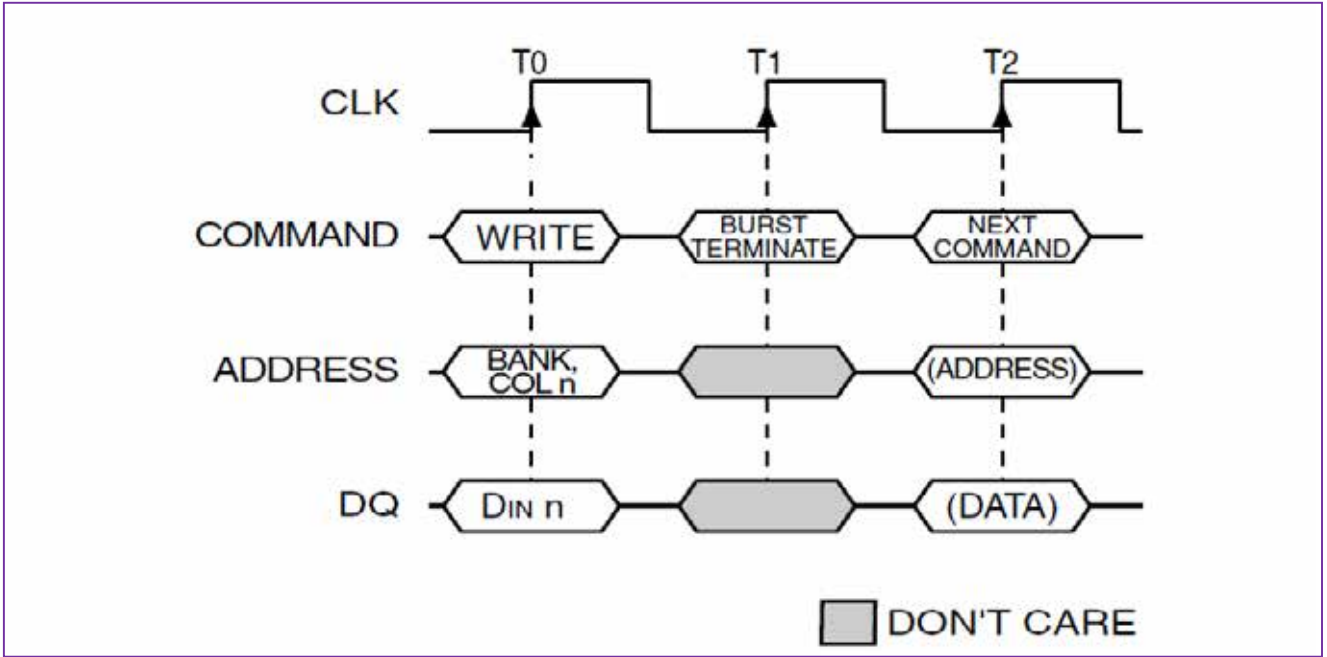 T0 T1 T2
CLK
COMMAND WRITE BURST TERMINATE NEXT COMMAND
ADDRESS BANK, COL n (ADDRESS)
DQ DIN n (DATA)
DON'T CARE